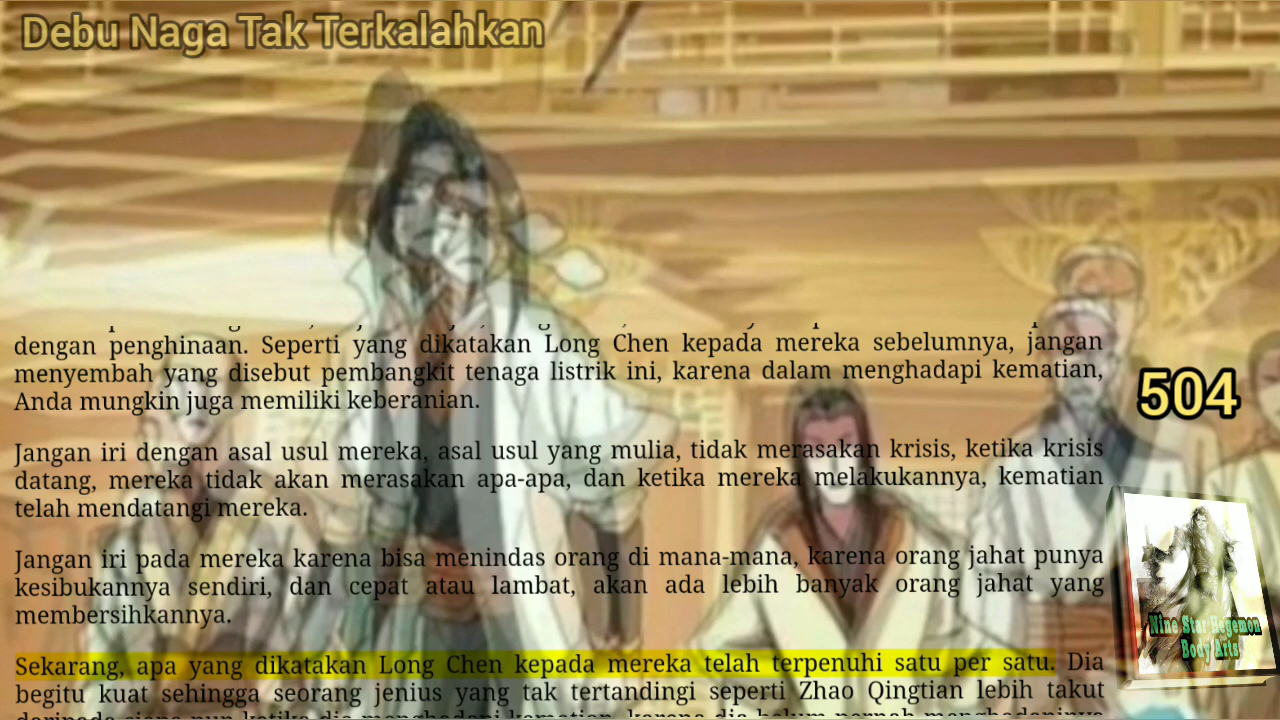 Debu Naga Tak Terkalahkan
dengan penghinaan. Seperti yang dikatakan Long Chen kepada mereka sebelumnya, jangan
menyembah yang disebut pembangkit tenaga listrik ini, karena dalam menghadapi kematian,
Anda mungkin juga memiliki keberanian.
504
Jangan iri dengan asal usul mereka, asal usul yang mulia, tidak merasakan krisis, ketika krisis
datang, mereka tidak akan merasakan apa-apa, dan ketika mereka melakukannya, kematian
telah mendatangi mereka.
Jangan iri pada mereka karena bisa menindas orang di mana-mana, karena orang jahat punya
kesibukannya sendiri, dan cepat atau lambat, akan ada lebih banyak orang jahat yang
membersihkannya.
Nine Star Hegemon
Body Arts
Sekarang, apa yang dikatakan Long Chen kepada mereka telah terpenuhi satu per satu. Dia
begitu kuat sehingga seorang jenius yang tak tertandingi seperti Zhao Qingtian lebih takut